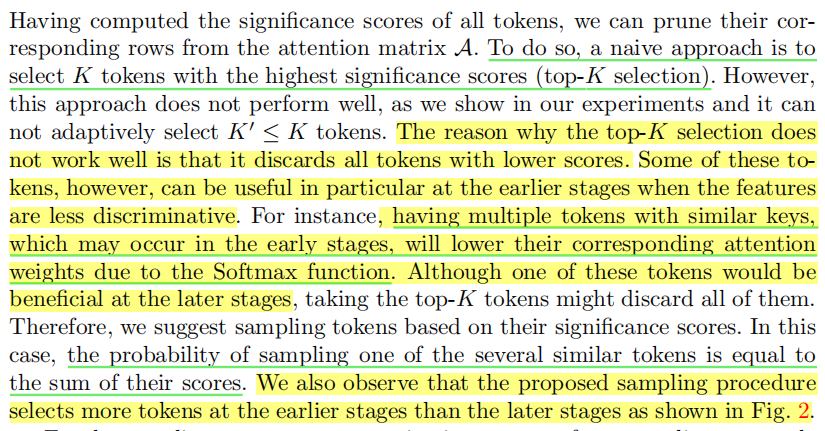 Having computed the significance scores of all tokens, we can prune their cor-
responding rows from the attention matrix 𝒜. To do so, a naive approach is to
select K tokens with the highest significance scores (top-K selection). However,
this approach does not perform well, as we show in our experiments and it can
not adaptively select K′ ≤ K tokens. The reason why the top-K selection does
not work well is that it discards all tokens with lower scores. Some of these to-
kens, however, can be useful in particular at the earlier stages when the features
are less discriminative. For instance, having multiple tokens with similar keys,
which may occur in the early stages, will lower their corresponding attention
weights due to the Softmax function. Although one of these tokens would be
beneficial at the later stages, taking the top-K tokens might discard all of them.
Therefore, we suggest sampling tokens based on their significance scores. In this
case, the probability of sampling one of the several similar tokens is equal to
the sum of their scores. We also observe that the proposed sampling procedure
selects more tokens at the earlier stages than the later stages as shown in Fig. 2.